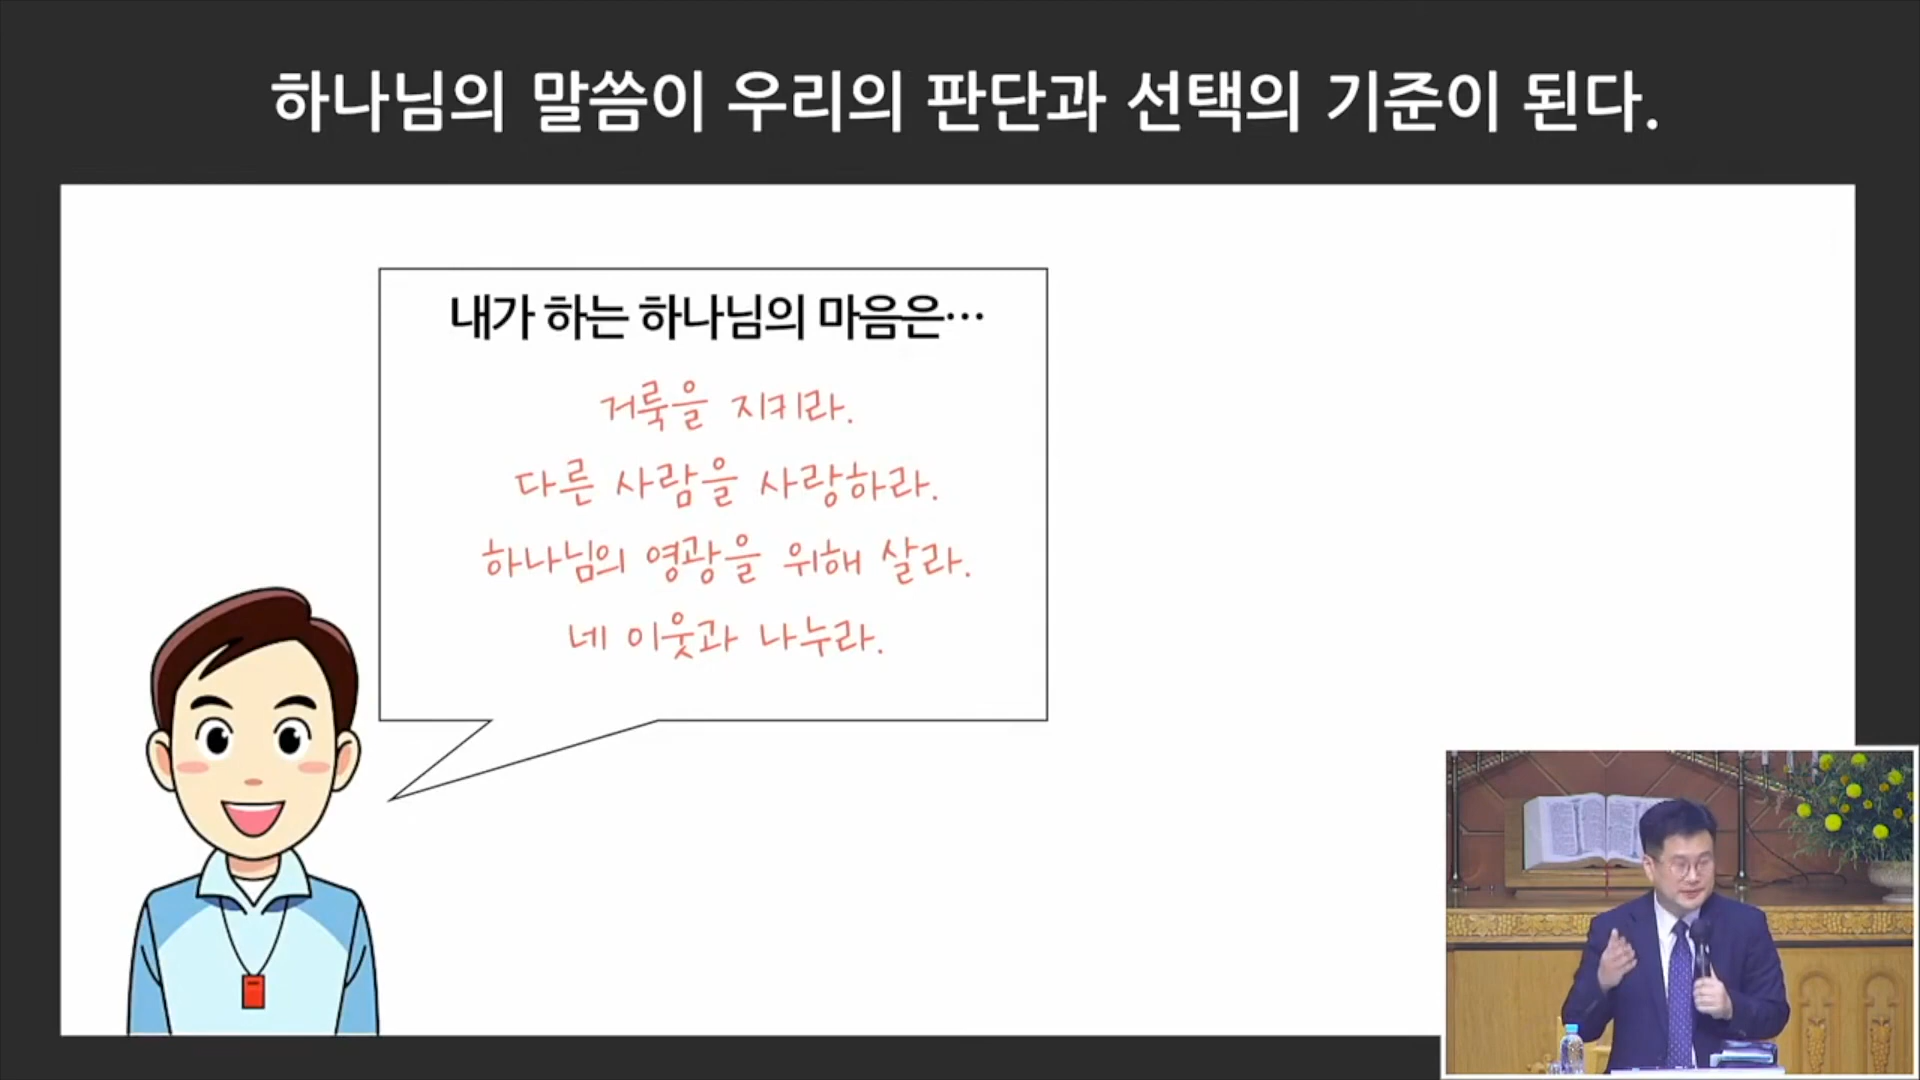 하나님의 말씀이 우리의 판단과 선택의 기준이 된다.
내가 하는 하나님의 마음은…
거룩을 지키라.
다른 사람을 사랑하라.
하나님의 영광을 위해 살라.
네 이웃과 나누라.